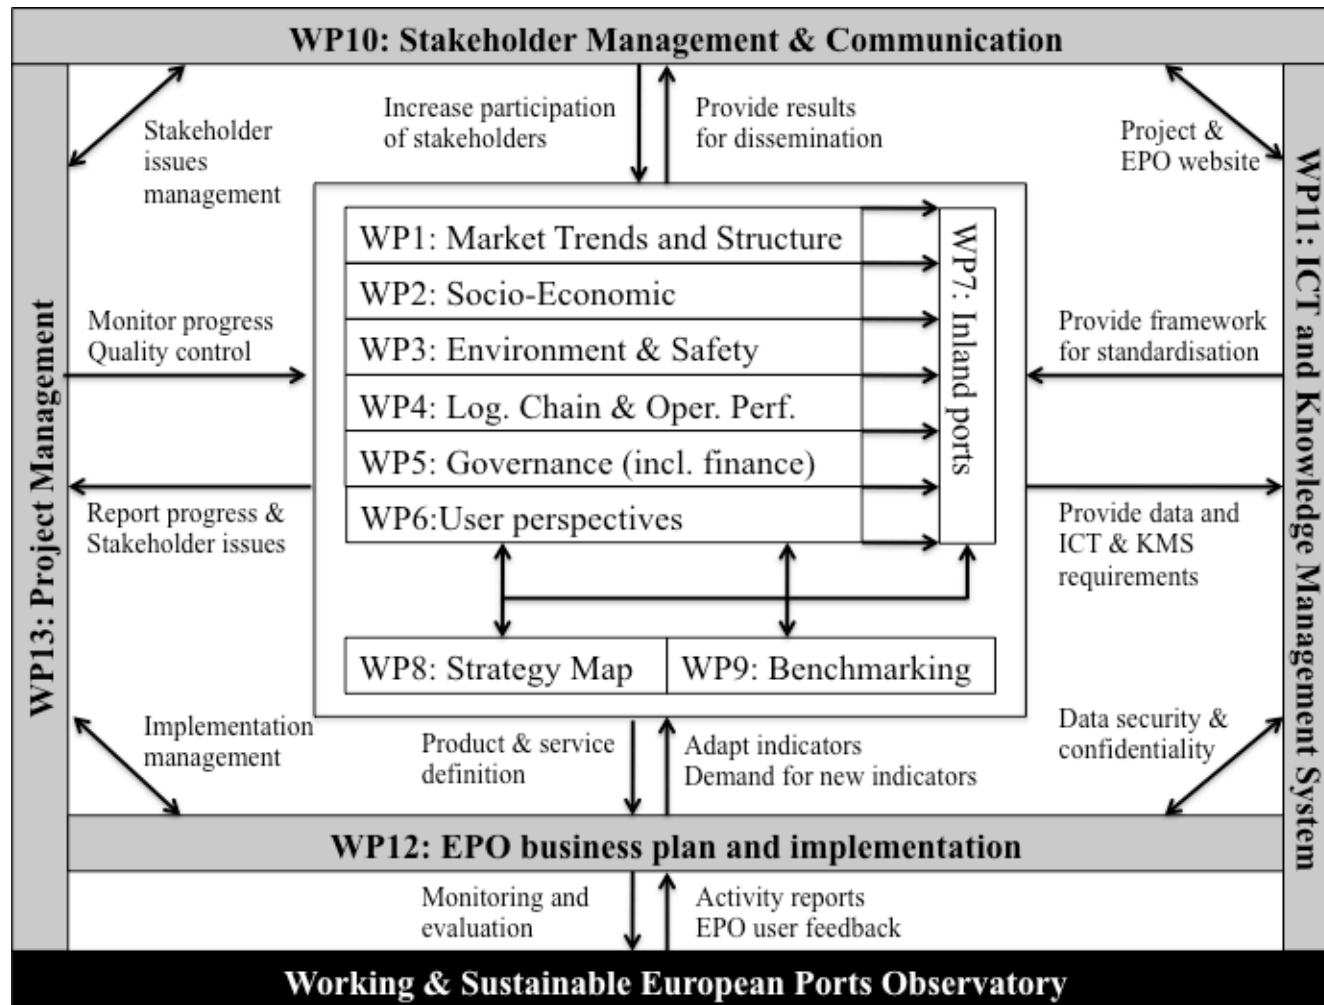 WP10: Stakeholder Management & Communication
Increase participation
of stakeholders
Provide results
for dissemination
Stakeholder
issues
management
Project &
EPO website
WP13: Project Management
WP11: ICT and Knowledge Management System
WP1: Market Trends and Structure
WP2: Socio-Economic
WP3: Environment & Safety
WP4: Log. Chain & Oper. Perf.
WP5: Governance (incl. finance)
WP6:User perspectives
WP7: Inland ports
Monitor progress
Quality control
Provide framework
for standardisation
Report progress &
Stakeholder issues
Provide data and
ICT & KMS
requirements
WP8: Strategy Map
WP9: Benchmarking
Implementation
management
Product & service
definition
Adapt indicators
Demand for new indicators
Data security &
confidentiality
WP12: EPO business plan and implementation
Monitoring and
evaluation
Activity reports
EPO user feedback
Working & Sustainable European Ports Observatory